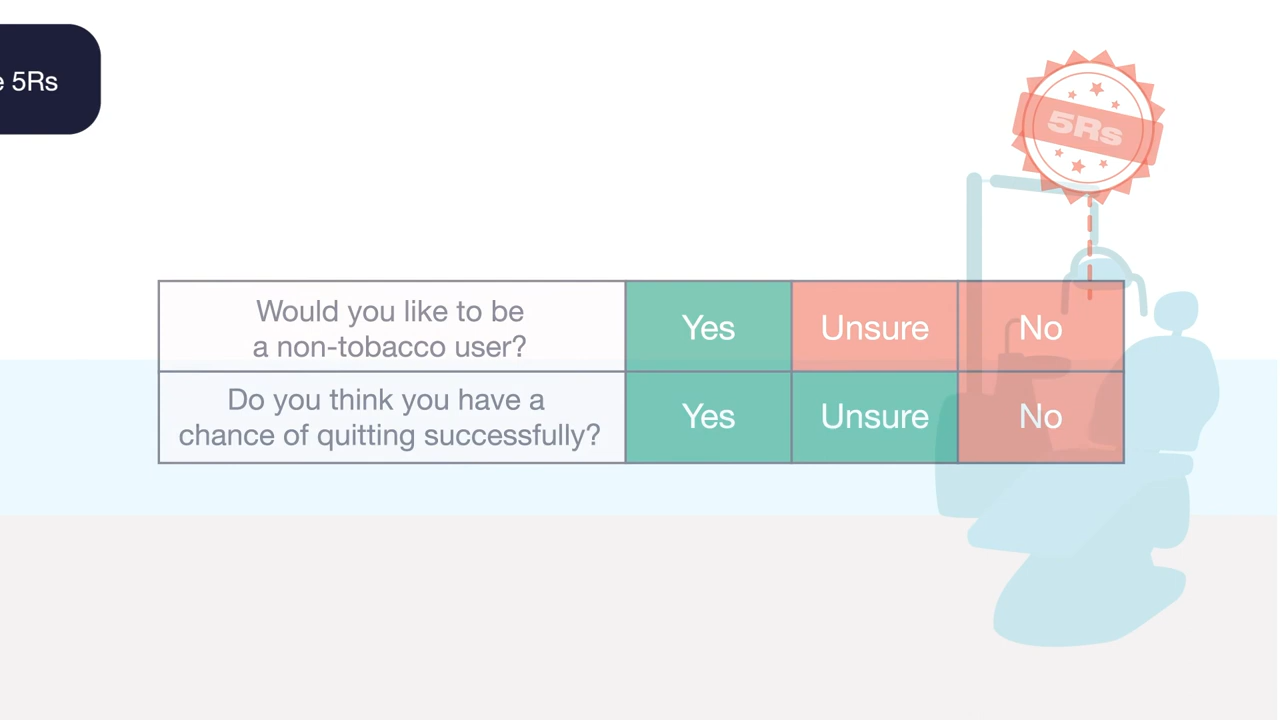 e 5Rs
5Rs
Would you like to be
a non-tobacco user?
Yes
Unsure
No
Do you think you have a
chance of quitting successfully?
Yes
Unsure
No